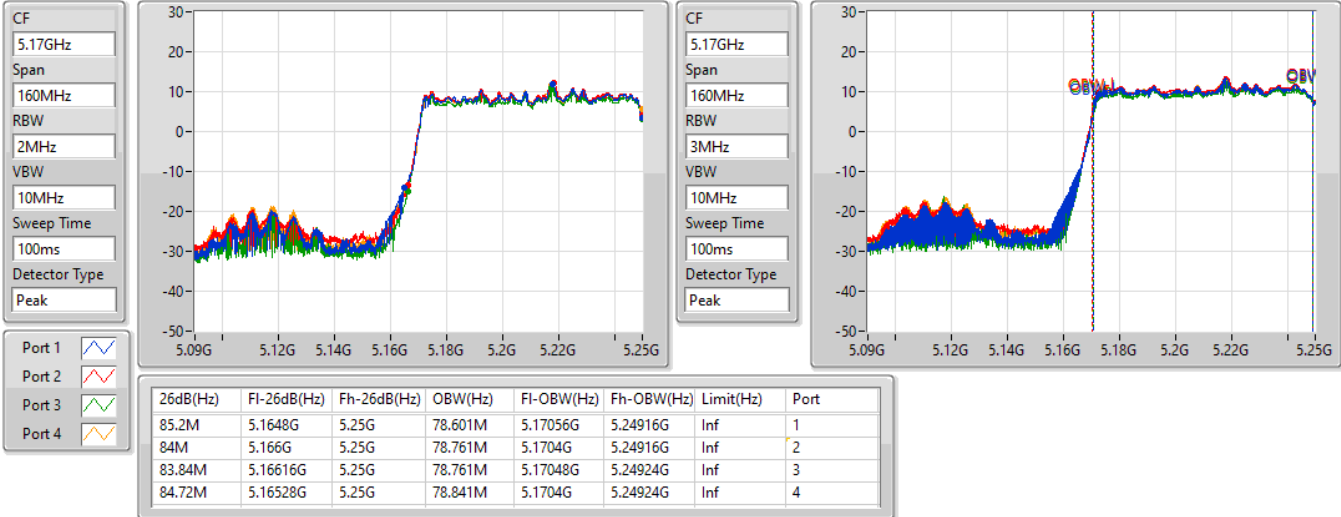 CF
5.17GHz
Span
160MHz
RBW
2MHz
VBW
10MHz
Sweep Time
100ms
Detector Type
Peak
30
20
10
0
-10
-20
-30
-40
-50
5.09G 5.12G 5.14G 5.16G 5.18G 5.2G 5.22G 5.25G
CF
5.17GHz
Span
160MHz
RBW
3MHz
VBW
10MHz
Sweep Time
100ms
Detector Type
Peak
30
20
10
0
-10
-20
-30
-40
-50
OBW
OBW
5.09G 5.12G 5.14G 5.16G 5.18G 5.2G 5.22G 5.25G
Port 1
Port 2
Port 3
Port 4
26dB(Hz) Fl-26dB(Hz) Fh-26dB(Hz) OBW(Hz) Fl-OBW(Hz) Fh-OBW(Hz) Limit(Hz) Port
85.2M 5.1648G 5.25G 78.601M 5.17056G 5.24916G Inf 1
84M 5.166G 5.25G 78.761M 5.1704G 5.24916G Inf 2
83.84M 5.16616G 5.25G 78.761M 5.17048G 5.24924G Inf 3
84.72M 5.16528G 5.25G 78.841M 5.1704G 5.24924G Inf 4